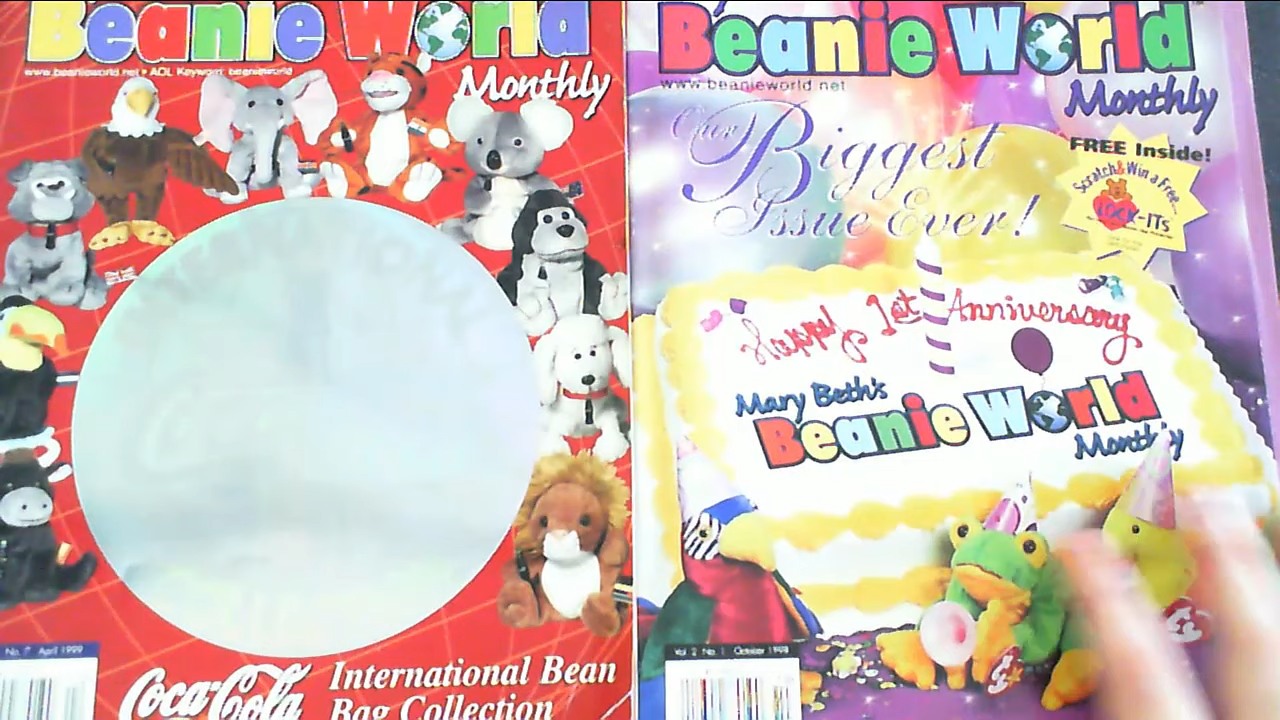 Beanie World
www.beanieworld.net • AOL Keyword: beanieworld
Monthly
No. 7 April 1999
Coca-Cola
International Bean
Bag Collection
Beanie World
www.beanieworld.net
Monthly
Our Biggest
Issue Ever!
FREE Inside!
Scratch & Win a Free...
LOCK-ITs
Happy 1st Anniversary
Mary Beth's
Beanie World
Monthly
Vol. 2 No. 1 October 1998